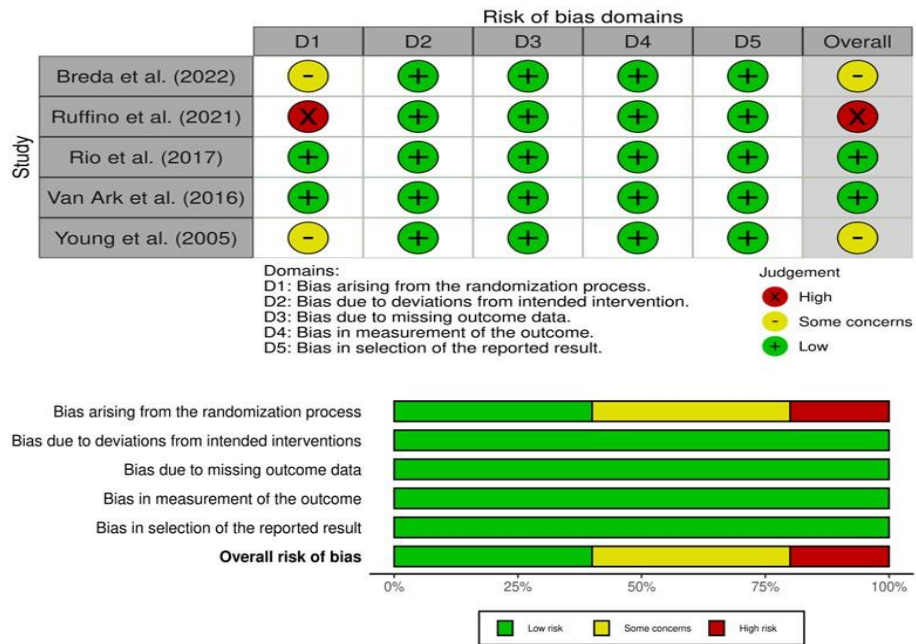 Risk of bias domains
D1 D2 D3 D4 D5 Overall
Study
Breda et al. (2022) - + + + + -
Ruffino et al. (2021) X + + + + X
Rio et al. (2017) + + + + + +
Van Ark et al. (2016) + + + + + +
Young et al. (2005) - + + + + -
Domains:
D1: Bias arising from the randomization process.
D2: Bias due to deviations from intended intervention.
D3: Bias due to missing outcome data.
D4: Bias in measurement of the outcome.
D5: Bias in selection of the reported result.
Judgement
X High
- Some concerns
+ Low
Bias arising from the randomization process
Bias due to deviations from intended interventions
Bias due to missing outcome data
Bias in measurement of the outcome
Bias in selection of the reported result
Overall risk of bias
0% 25% 50% 75% 100%
Low risk Some concerns High risk